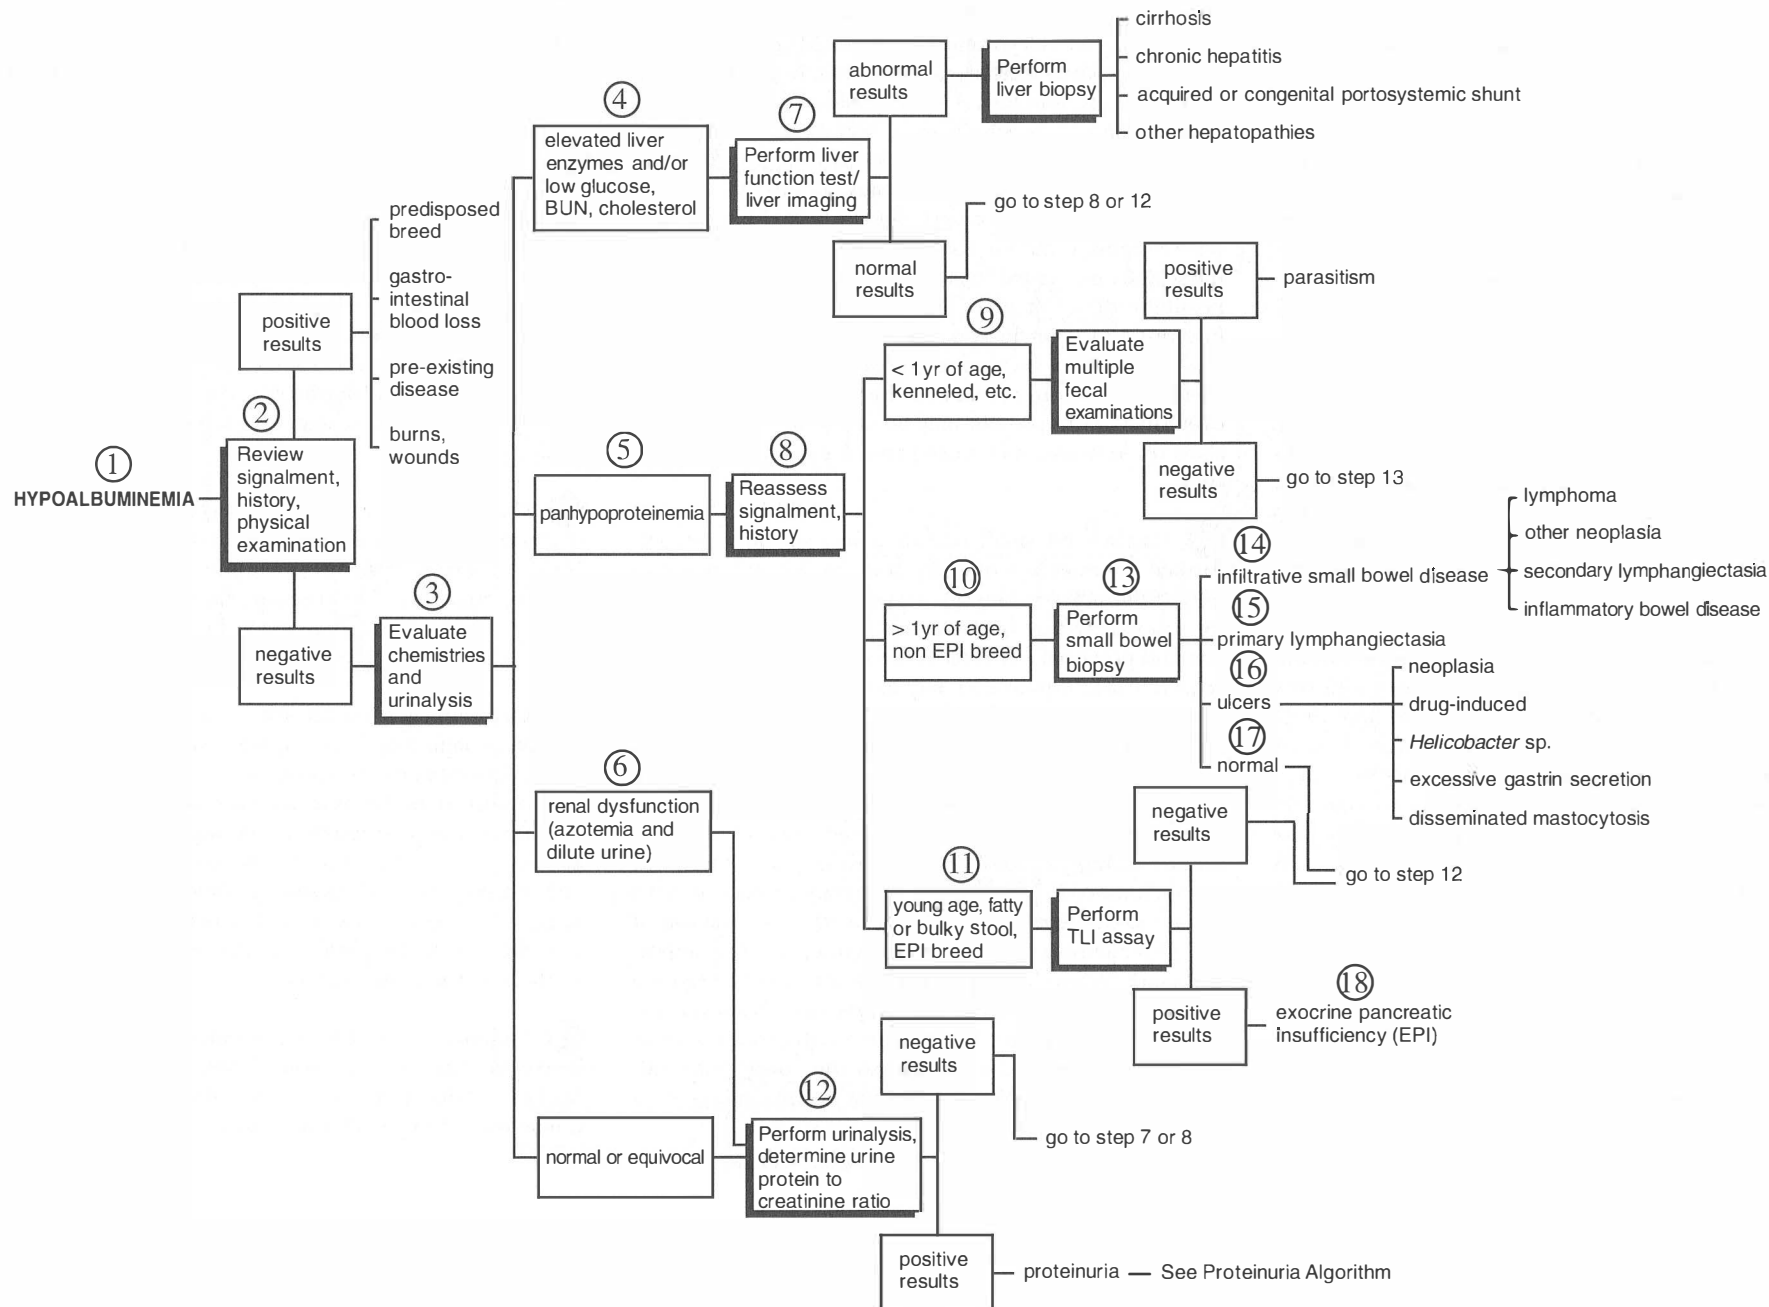 1
HYPOALBUMINEMIA
2
Review
signalment,
history,
physical
examination
positive
results
predisposed
breed
gastro-
intestinal
blood loss
pre-existing
disease
burns,
wounds
negative
results
3
Evaluate
chemistries
and
urinalysis
4
elevated liver
enzymes and/or
low glucose,
BUN, cholesterol
7
Perform liver
function test/
liver imaging
abnormal
results
Perform
liver biopsy
cirrhosis
chronic hepatitis
acquired or congenital portosystemic shunt
other hepatopathies
normal
results
go to step 8 or 12
5
panhypoproteinemia
8
Reassess
signalment,
history
9
< 1yr of age,
kenneled, etc.
Evaluate
multiple
fecal
examinations
positive
results
parasitism
negative
results
go to step 13
10
> 1yr of age,
non EPI breed
13
Perform
small bowel
biopsy
14
infiltrative small bowel disease
lymphoma
other neoplasia
secondary lymphangiectasia
inflammatory bowel disease
15
primary lymphangiectasia
16
ulcers
neoplasia
drug-induced
Helicobacter sp.
excessive gastrin secretion
disseminated mastocytosis
17
normal
11
young age, fatty
or bulky stool,
EPI breed
Perform
TLI assay
negative
results
go to step 12
positive
results
18
exocrine pancreatic
insufficiency (EPI)
6
renal dysfunction
(azotemia and
dilute urine)
normal or equivocal
12
Perform urinalysis,
determine urine
protein to
creatinine ratio
negative
results
go to step 7 or 8
positive
results
proteinuria — See Proteinuria Algorithm